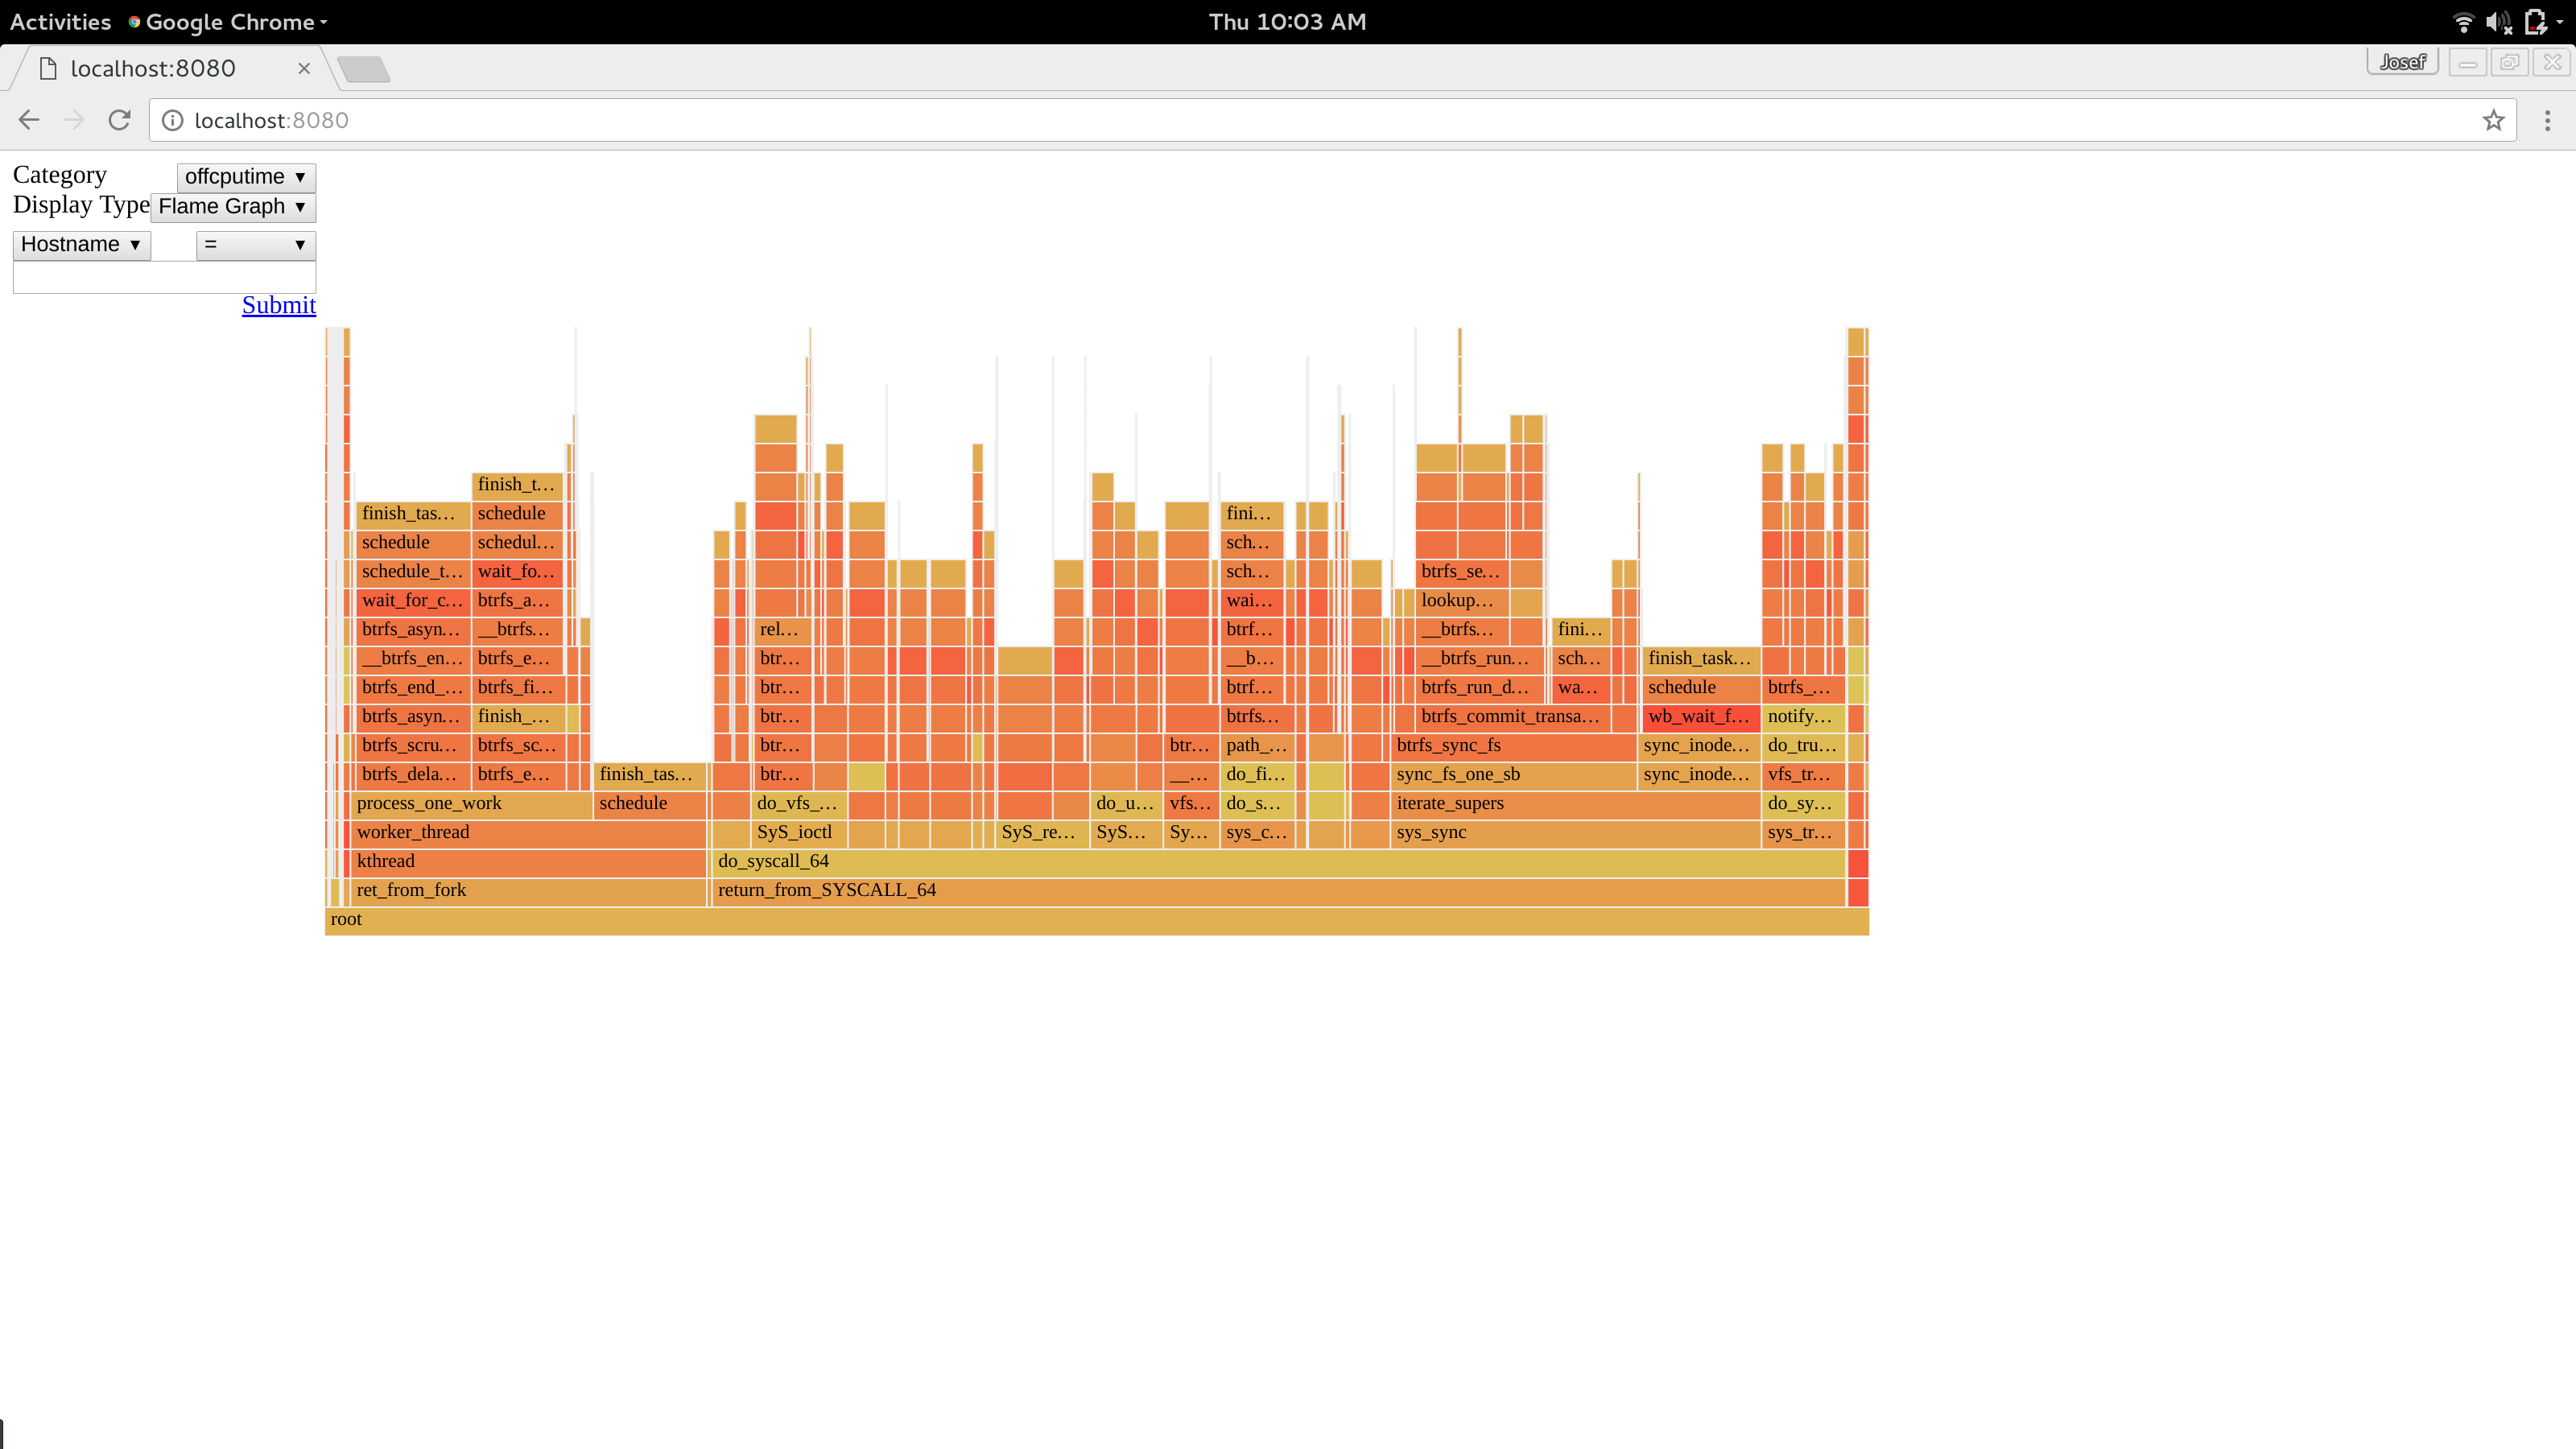 Activities Google Chrome Thu 10:03 AM
localhost:8080 Josef
localhost:8080
Category offcputime
Display Type Flame Graph
Hostname =
Submit
finish_t…
finish_tas… schedule fini…
schedule schedul… sch…
schedule_t… wait_fo… sch… btrfs_se…
wait_for_c… btrfs_a… wai… lookup…
btrfs_asyn… __btrfs… rel… btrf… __btrfs… fini…
__btrfs_en… btrfs_e… btr… __b… __btrfs_run… sch… finish_task…
btrfs_end_… btrfs_fi… btr… btrf… btrfs_run_d… wa… schedule btrfs_…
btrfs_asyn… finish_… btr… btrfs… btrfs_commit_transa… wb_wait_f… notify…
btrfs_scru… btrfs_sc… btr… btr… path_… btrfs_sync_fs sync_inode… do_tru…
btrfs_dela… btrfs_e… finish_tas… btr… __… do_fi… sync_fs_one_sb sync_inode… vfs_tr…
process_one_work schedule do_vfs_… do_u… vfs… do_s… iterate_supers do_sy…
worker_thread SyS_ioctl SyS_re… SyS… Sy… sys_c… sys_sync sys_tr…
kthread do_syscall_64
ret_from_fork return_from_SYSCALL_64
root